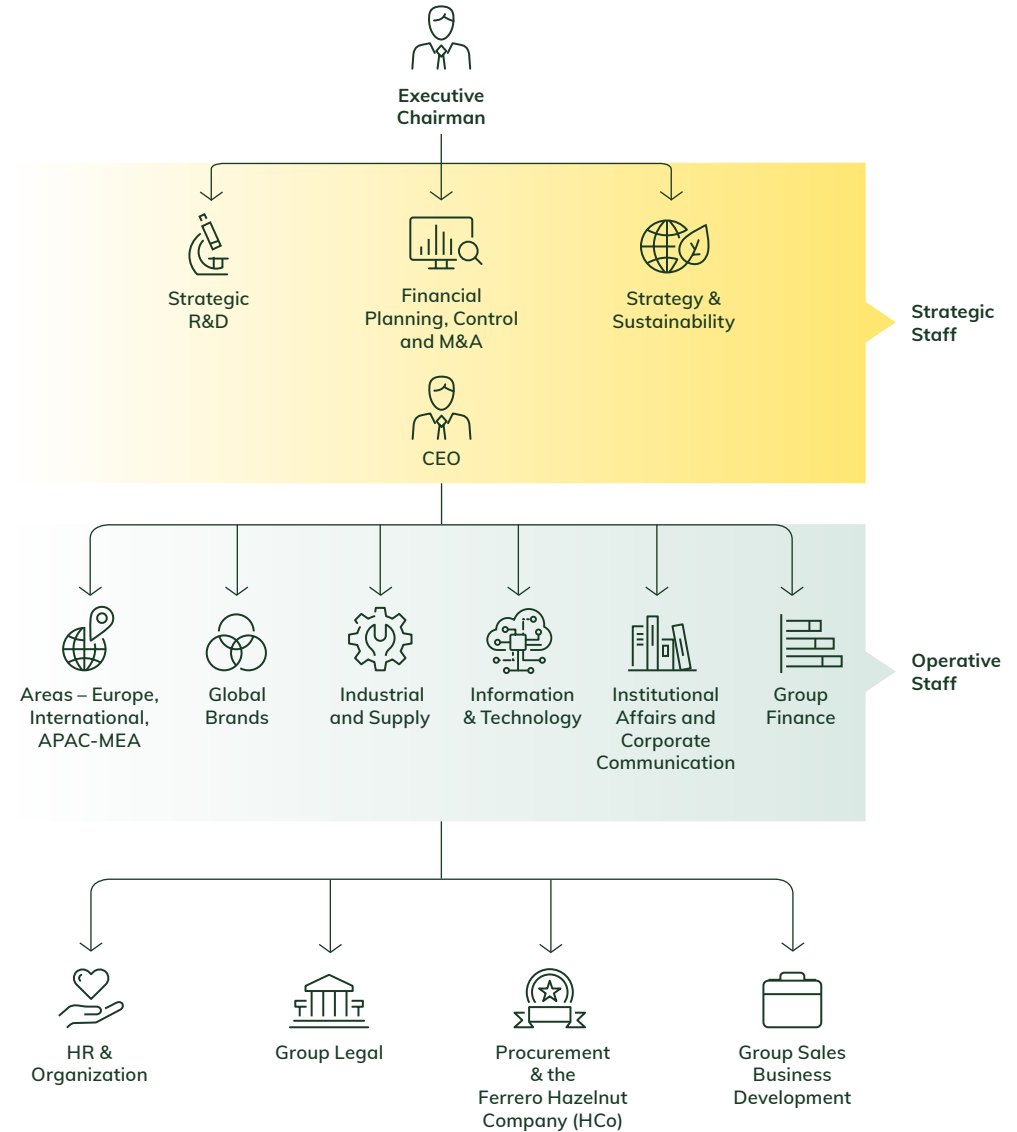 Executive
Chairman
Strategic
R&D
Financial
Planning, Control
and M&A
Strategy &
Sustainability
Strategic
Staff
CEO
Areas – Europe,
International,
APAC-MEA
Global
Brands
Industrial
and Supply
Information
& Technology
Institutional
Affairs and
Corporate
Communication
Group
Finance
Operative
Staff
HR &
Organization
Group Legal
Procurement
& the
Ferrero Hazelnut
Company (HCo)
Group Sales
Business
Development